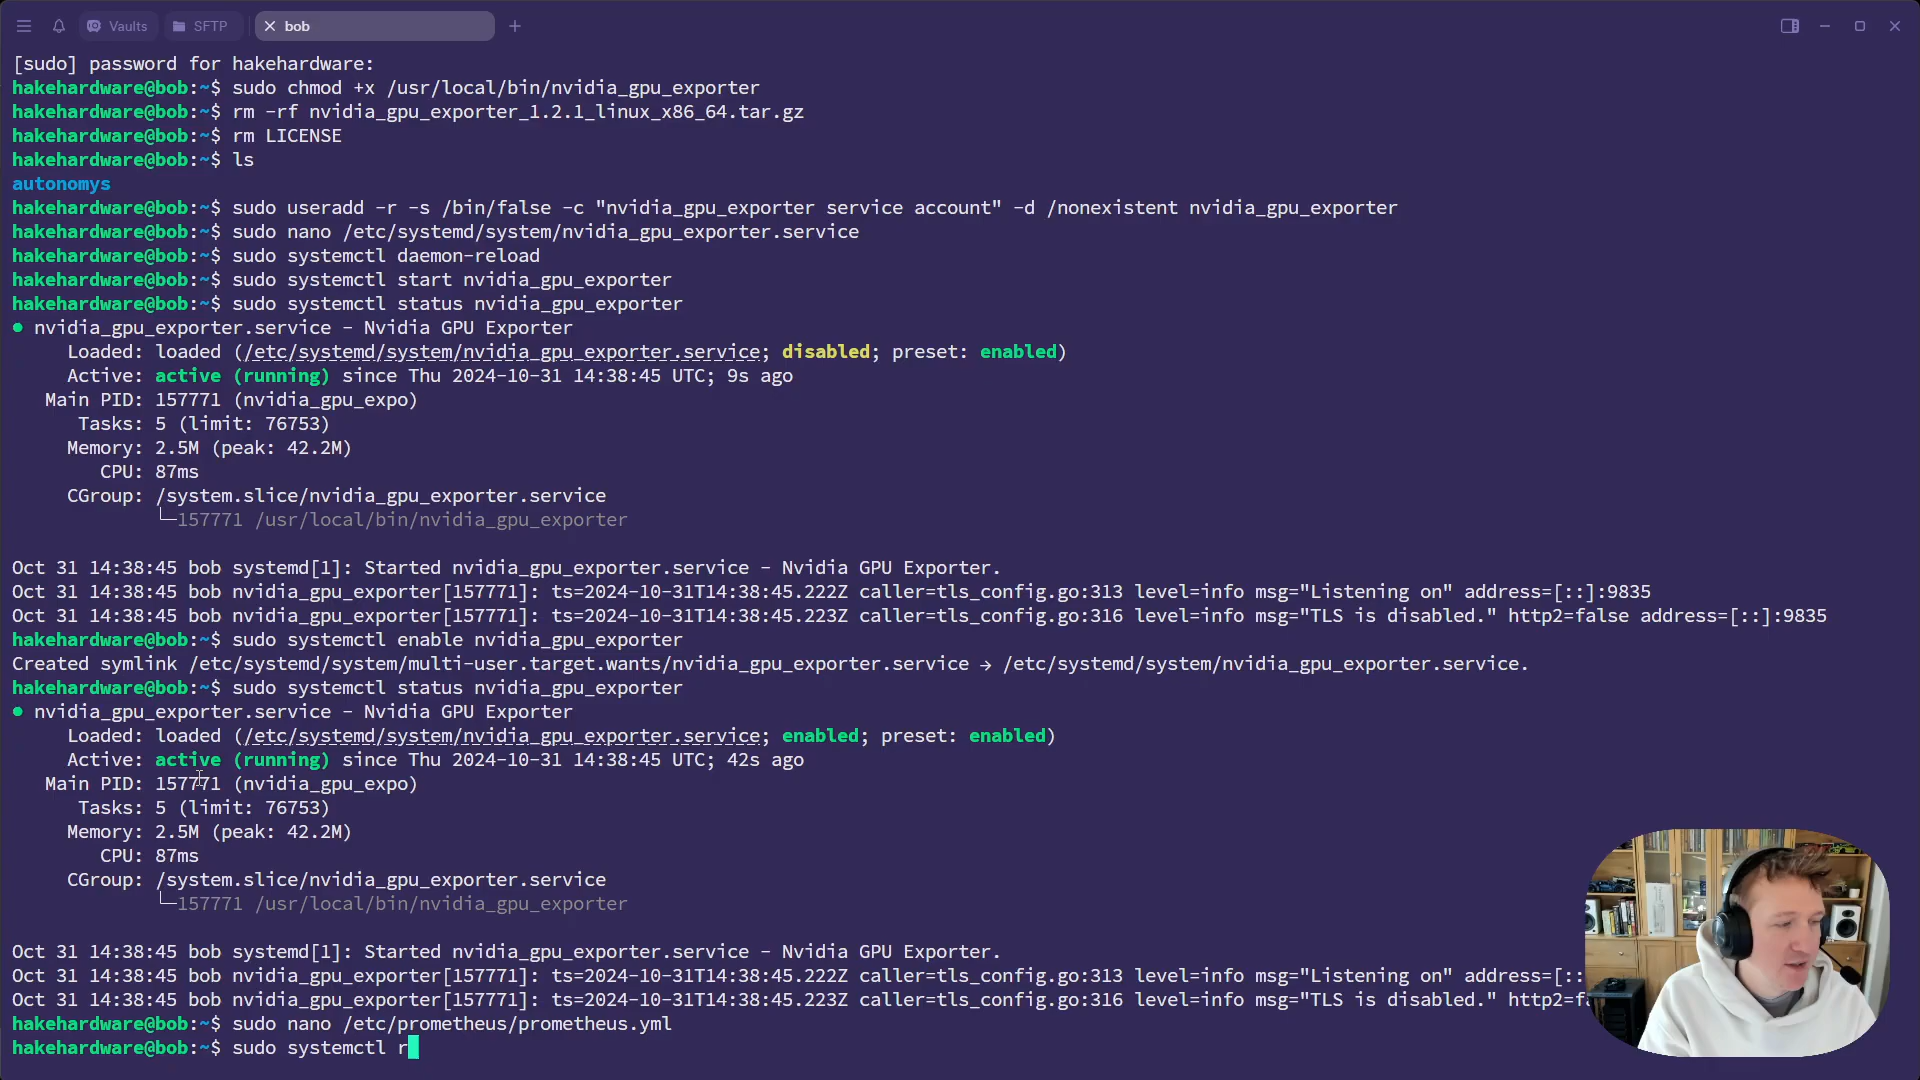 Vaults SFTP bob
[sudo] password for hakehardware:
hakehardware@bob:~$ sudo chmod +x /usr/local/bin/nvidia_gpu_exporter
hakehardware@bob:~$ rm -rf nvidia_gpu_exporter_1.2.1_linux_x86_64.tar.gz
hakehardware@bob:~$ rm LICENSE
hakehardware@bob:~$ ls
autonomys
hakehardware@bob:~$ sudo useradd -r -s /bin/false -c "nvidia_gpu_exporter service account" -d /nonexistent nvidia_gpu_exporter
hakehardware@bob:~$ sudo nano /etc/systemd/system/nvidia_gpu_exporter.service
hakehardware@bob:~$ sudo systemctl daemon-reload
hakehardware@bob:~$ sudo systemctl start nvidia_gpu_exporter
hakehardware@bob:~$ sudo systemctl status nvidia_gpu_exporter
● nvidia_gpu_exporter.service - Nvidia GPU Exporter
Loaded: loaded (/etc/systemd/system/nvidia_gpu_exporter.service; disabled; preset: enabled)
Active: active (running) since Thu 2024-10-31 14:38:45 UTC; 9s ago
Main PID: 157771 (nvidia_gpu_expo)
Tasks: 5 (limit: 76753)
Memory: 2.5M (peak: 42.2M)
CPU: 87ms
CGroup: /system.slice/nvidia_gpu_exporter.service
└─157771 /usr/local/bin/nvidia_gpu_exporter
Oct 31 14:38:45 bob systemd[1]: Started nvidia_gpu_exporter.service - Nvidia GPU Exporter.
Oct 31 14:38:45 bob nvidia_gpu_exporter[157771]: ts=2024-10-31T14:38:45.222Z caller=tls_config.go:313 level=info msg="Listening on" address=[::]:9835
Oct 31 14:38:45 bob nvidia_gpu_exporter[157771]: ts=2024-10-31T14:38:45.223Z caller=tls_config.go:316 level=info msg="TLS is disabled." http2=false address=[::]:9835
hakehardware@bob:~$ sudo systemctl enable nvidia_gpu_exporter
Created symlink /etc/systemd/system/multi-user.target.wants/nvidia_gpu_exporter.service → /etc/systemd/system/nvidia_gpu_exporter.service.
hakehardware@bob:~$ sudo systemctl status nvidia_gpu_exporter
● nvidia_gpu_exporter.service - Nvidia GPU Exporter
Loaded: loaded (/etc/systemd/system/nvidia_gpu_exporter.service; enabled; preset: enabled)
Active: active (running) since Thu 2024-10-31 14:38:45 UTC; 42s ago
Main PID: 157771 (nvidia_gpu_expo)
Tasks: 5 (limit: 76753)
Memory: 2.5M (peak: 42.2M)
CPU: 87ms
CGroup: /system.slice/nvidia_gpu_exporter.service
└─157771 /usr/local/bin/nvidia_gpu_exporter
Oct 31 14:38:45 bob systemd[1]: Started nvidia_gpu_exporter.service - Nvidia GPU Exporter.
Oct 31 14:38:45 bob nvidia_gpu_exporter[157771]: ts=2024-10-31T14:38:45.222Z caller=tls_config.go:313 level=info msg="Listening on" address=[::
Oct 31 14:38:45 bob nvidia_gpu_exporter[157771]: ts=2024-10-31T14:38:45.223Z caller=tls_config.go:316 level=info msg="TLS is disabled." http2=f
hakehardware@bob:~$ sudo nano /etc/prometheus/prometheus.yml
hakehardware@bob:~$ sudo systemctl r